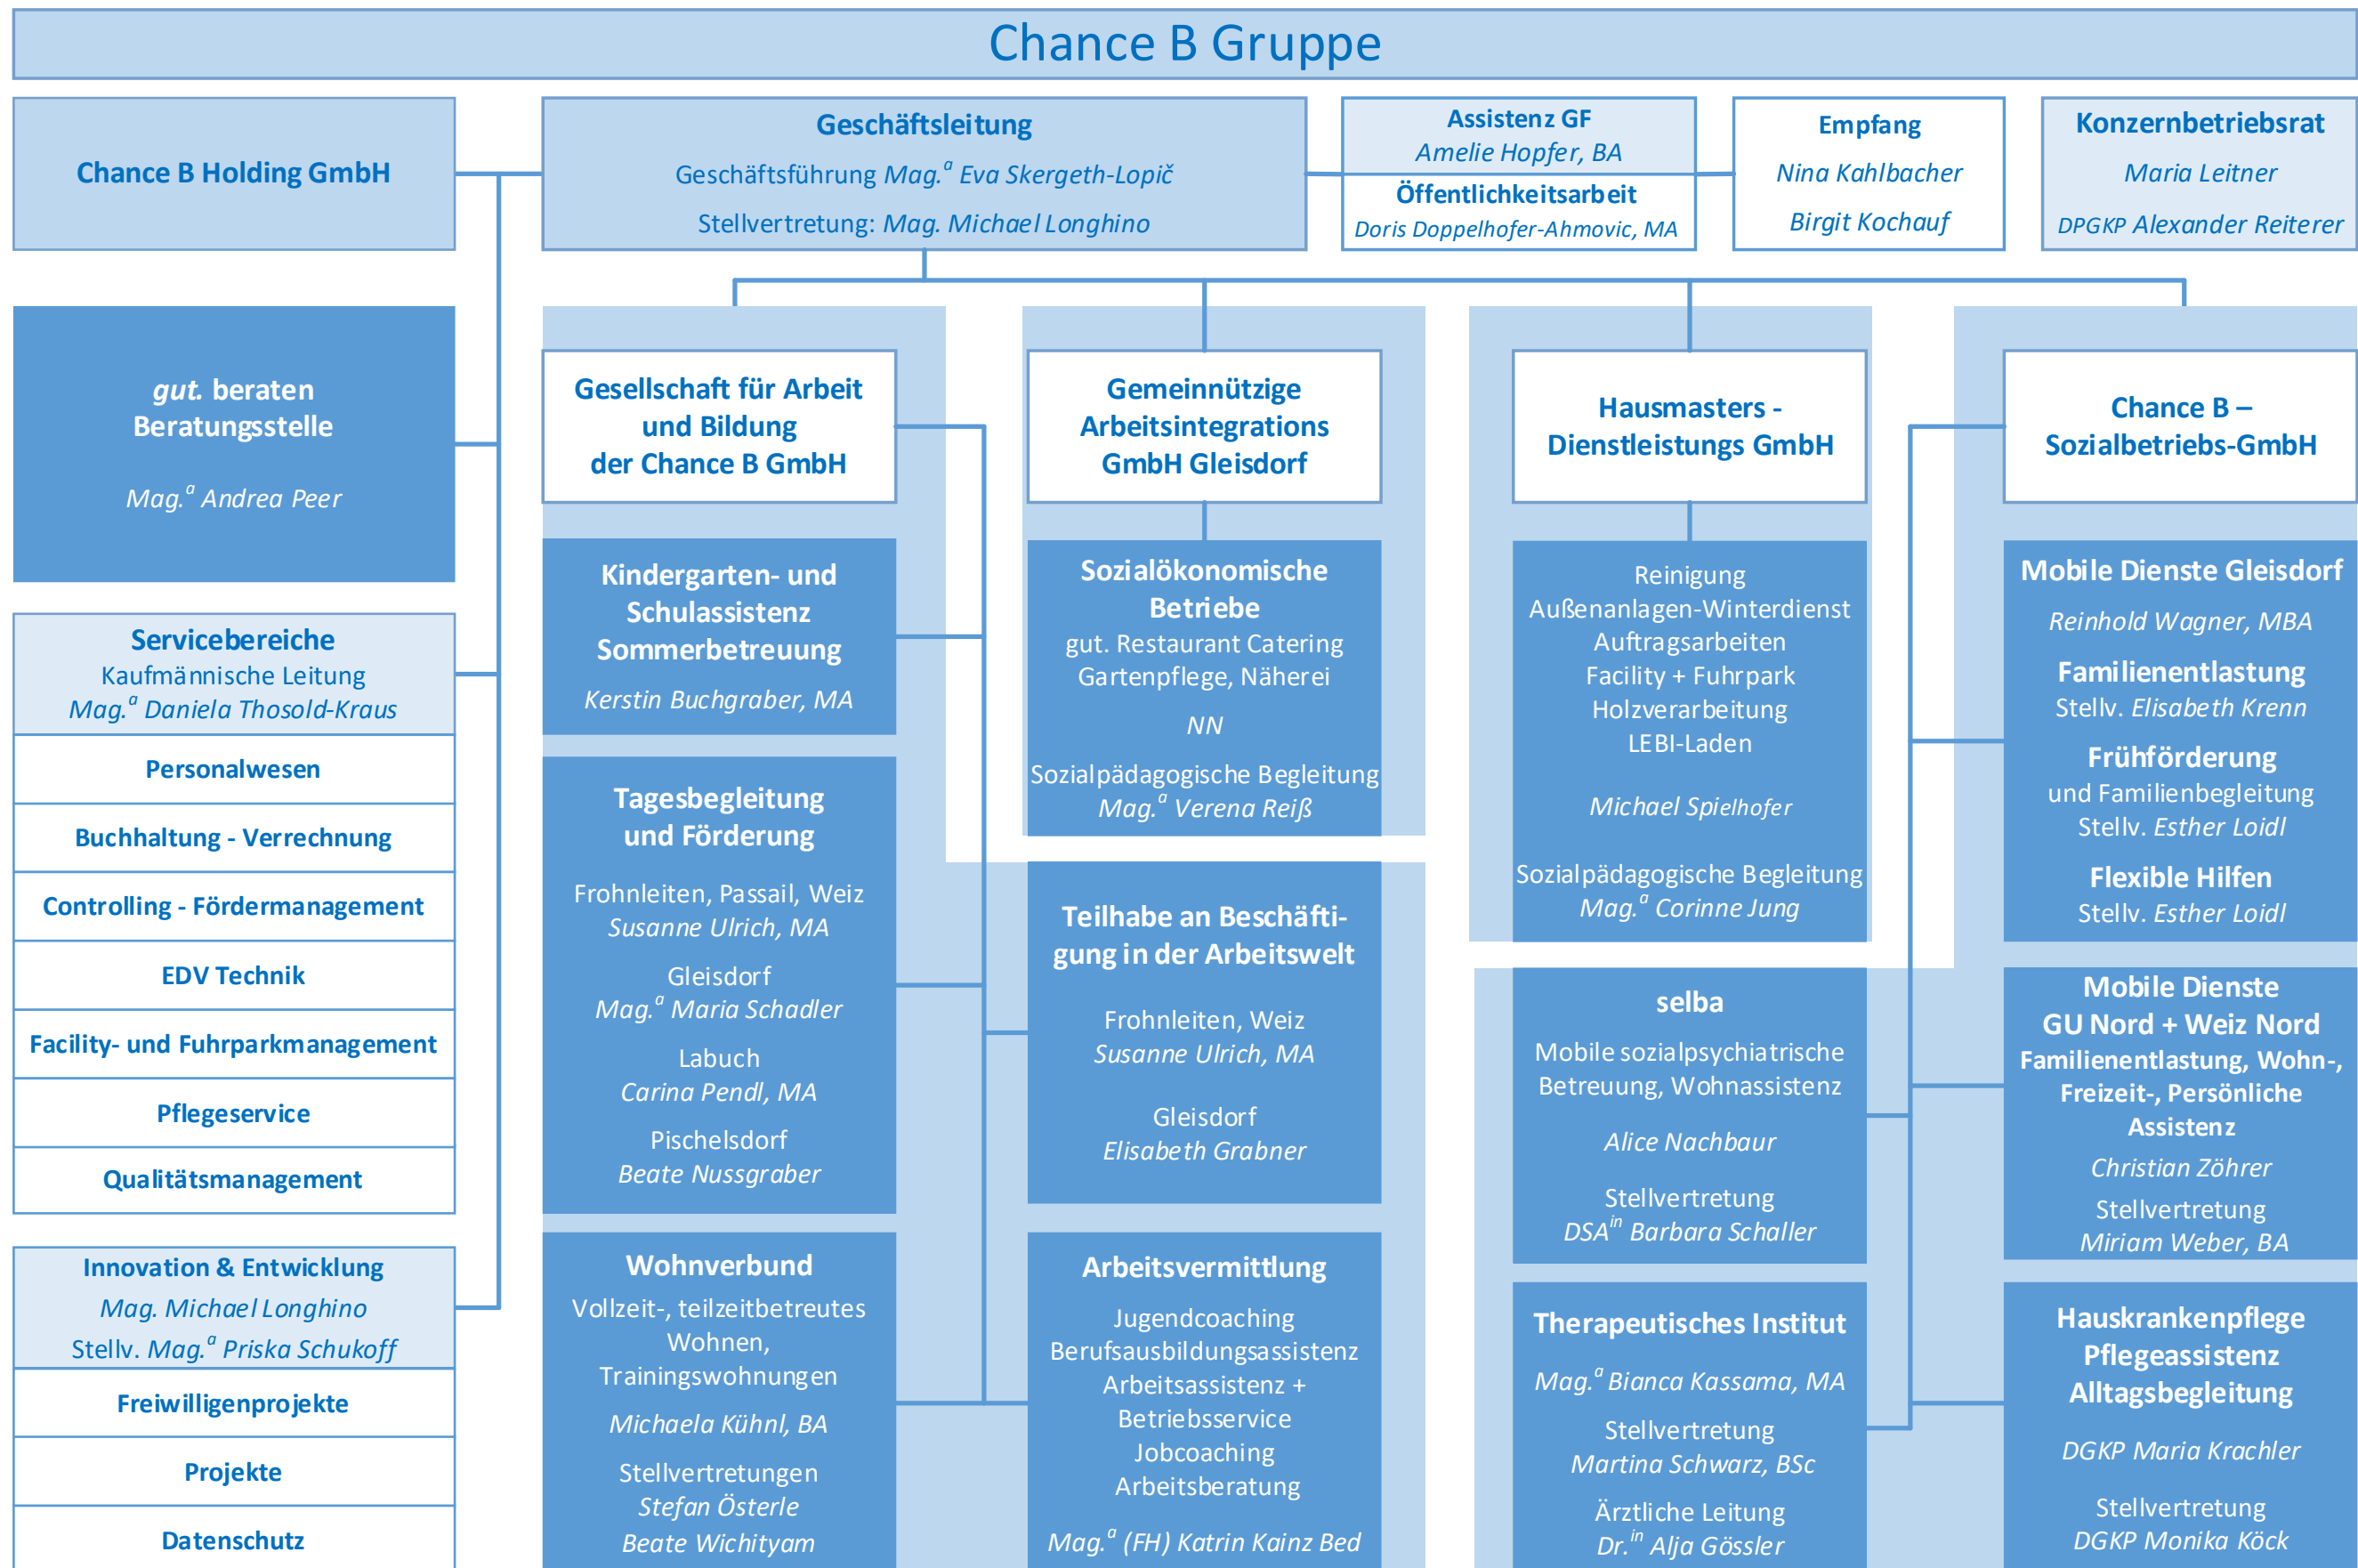 Chance B Gruppe
Chance B Holding GmbH
Geschäftsleitung
Geschäftsführung Mag.ª Eva Skergeth-Lopič
Stellvertretung: Mag. Michael Longhino
Assistenz GF
Amelie Hopfer, BA
Öffentlichkeitsarbeit
Doris Doppelhofer-Ahmovic, MA
Empfang
Nina Kahlbacher
Birgit Kochauf
Konzernbetriebsrat
Maria Leitner
DPGKP Alexander Reiterer
gut. beraten
Beratungsstelle
Mag.ª Andrea Peer
Servicebereiche
Kaufmännische Leitung
Mag.ª Daniela Thosold-Kraus
Personalwesen
Buchhaltung - Verrechnung
Controlling - Fördermanagement
EDV Technik
Facility- und Fuhrparkmanagement
Pflegeservice
Qualitätsmanagement
Innovation & Entwicklung
Mag. Michael Longhino
Stellv. Mag.ª Priska Schukoff
Freiwilligenprojekte
Projekte
Datenschutz
Gesellschaft für Arbeit
und Bildung
der Chance B GmbH
Kindergarten- und
Schulassistenz
Sommerbetreuung
Kerstin Buchgraber, MA
Tagesbegleitung
und Förderung
Frohnleiten, Passail, Weiz
Susanne Ulrich, MA
Gleisdorf
Mag.ª Maria Schadler
Labuch
Carina Pendl, MA
Pischelsdorf
Beate Nussgraber
Wohnverbund
Vollzeit-, teilzeitbetreutes
Wohnen,
Trainingswohnungen
Michaela Kühnl, BA
Stellvertretungen
Stefan Österle
Beate Wichityam
Gemeinnützige
Arbeitsintegrations
GmbH Gleisdorf
Sozialökonomische
Betriebe
gut. Restaurant Catering
Gartenpflege, Näherei
NN
Sozialpädagogische Begleitung
Mag.ª Verena Reiß
Teilhabe an Beschäfti-
gung in der Arbeitswelt
Frohnleiten, Weiz
Susanne Ulrich, MA
Gleisdorf
Elisabeth Grabner
Arbeitsvermittlung
Jugendcoaching
Berufsausbildungsassistenz
Arbeitsassistenz +
Betriebsservice
Jobcoaching
Arbeitsberatung
Mag.ª (FH) Katrin Kainz Bed
Hausmasters -
Dienstleistungs GmbH
Reinigung
Außenanlagen-Winterdienst
Auftragsarbeiten
Facility + Fuhrpark
Holzverarbeitung
LEBI-Laden
Michael Spielhofer
Sozialpädagogische Begleitung
Mag.ª Corinne Jung
selba
Mobile sozialpsychiatrische
Betreuung, Wohnassistenz
Alice Nachbaur
Stellvertretung
DSAⁱⁿ Barbara Schaller
Therapeutisches Institut
Mag.ª Bianca Kassama, MA
Stellvertretung
Martina Schwarz, BSc
Ärztliche Leitung
Dr.ⁱⁿ Alja Gössler
Chance B –
Sozialbetriebs-GmbH
Mobile Dienste Gleisdorf
Reinhold Wagner, MBA
Familienentlastung
Stellv. Elisabeth Krenn
Frühförderung
und Familienbegleitung
Stellv. Esther Loidl
Flexible Hilfen
Stellv. Esther Loidl
Mobile Dienste
GU Nord + Weiz Nord
Familienentlastung, Wohn-,
Freizeit-, Persönliche
Assistenz
Christian Zöhrer
Stellvertretung
Miriam Weber, BA
Hauskrankenpflege
Pflegeassistenz
Alltagsbegleitung
DGKP Maria Krachler
Stellvertretung
DGKP Monika Köck